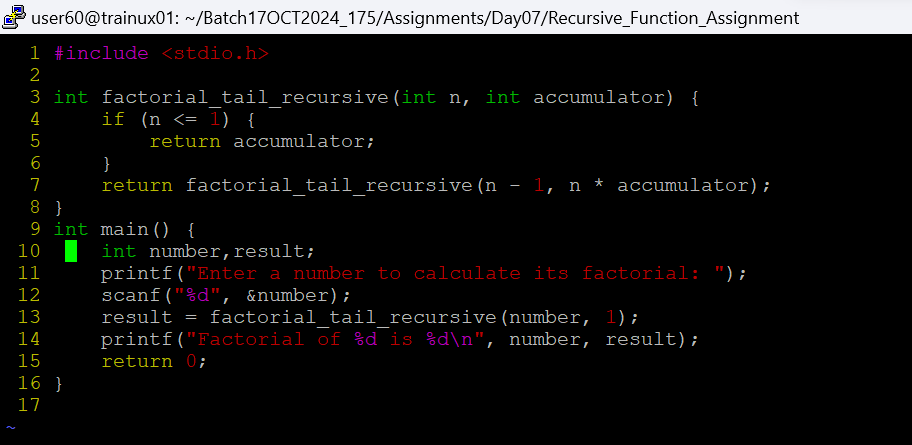 user60@trainux01: ~/Batch17OCT2024_175/Assignments/Day07/Recursive_Function_Assignment
1 #include <stdio.h>
2
3 int factorial_tail_recursive(int n, int accumulator) {
4     if (n <= 1) {
5         return accumulator;
6     }
7     return factorial_tail_recursive(n - 1, n * accumulator);
8 }
9 int main() {
10     int number,result;
11     printf("Enter a number to calculate its factorial: ");
12     scanf("%d", &number);
13     result = factorial_tail_recursive(number, 1);
14     printf("Factorial of %d is %d\n", number, result);
15     return 0;
16 }
17
~